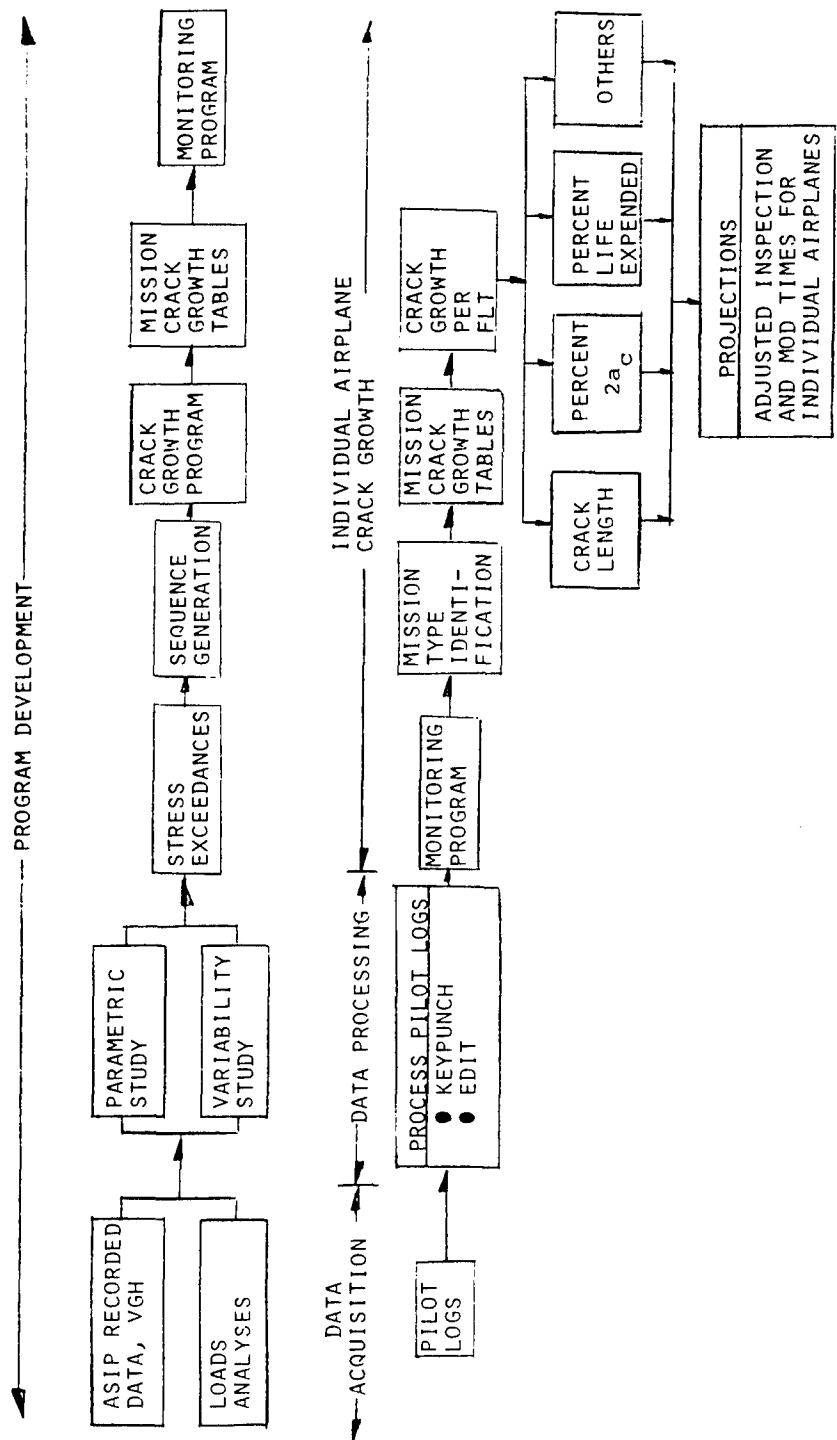 PROGRAM DEVELOPMENT
ASIP RECORDED
DATA, VGH
LOADS
ANALYSES
PARAMETRIC
STUDY
VARIABILITY
STUDY
STRESS
EXCEEDANCES
SEQUENCE
GENERATION
CRACK
GROWTH
PROGRAM
MISSION
CRACK
GROWTH
TABLES
MONITORING
PROGRAM
DATA
ACQUISITION
DATA PROCESSING
INDIVIDUAL AIRPLANE
CRACK GROWTH
PILOT
LOGS
PROCESS PILOT LOGS
● KEYPUNCH
● EDIT
MONITORING
PROGRAM
MISSION
TYPE
IDENTI-
FICATION
MISSION
CRACK
GROWTH
TABLES
CRACK
GROWTH
PER
FLT
CRACK
LENGTH
PERCENT
2ac
PERCENT
LIFE
EXPENDED
OTHERS
PROJECTIONS
ADJUSTED INSPECTION
AND MOD TIMES FOR
INDIVIDUAL AIRPLANES